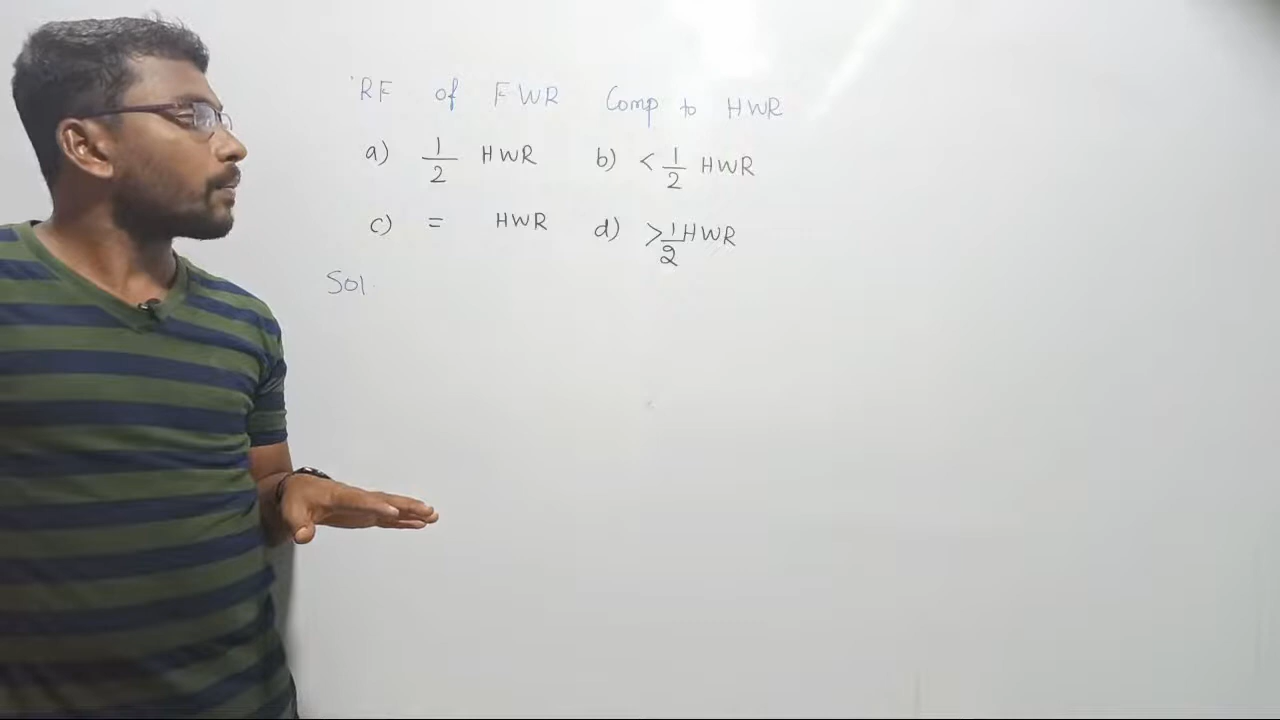 RF of FWR Comp to HWR
a) 1/2 HWR b) < 1/2 HWR
c) = HWR d) > 1/2 HWR
Sol.